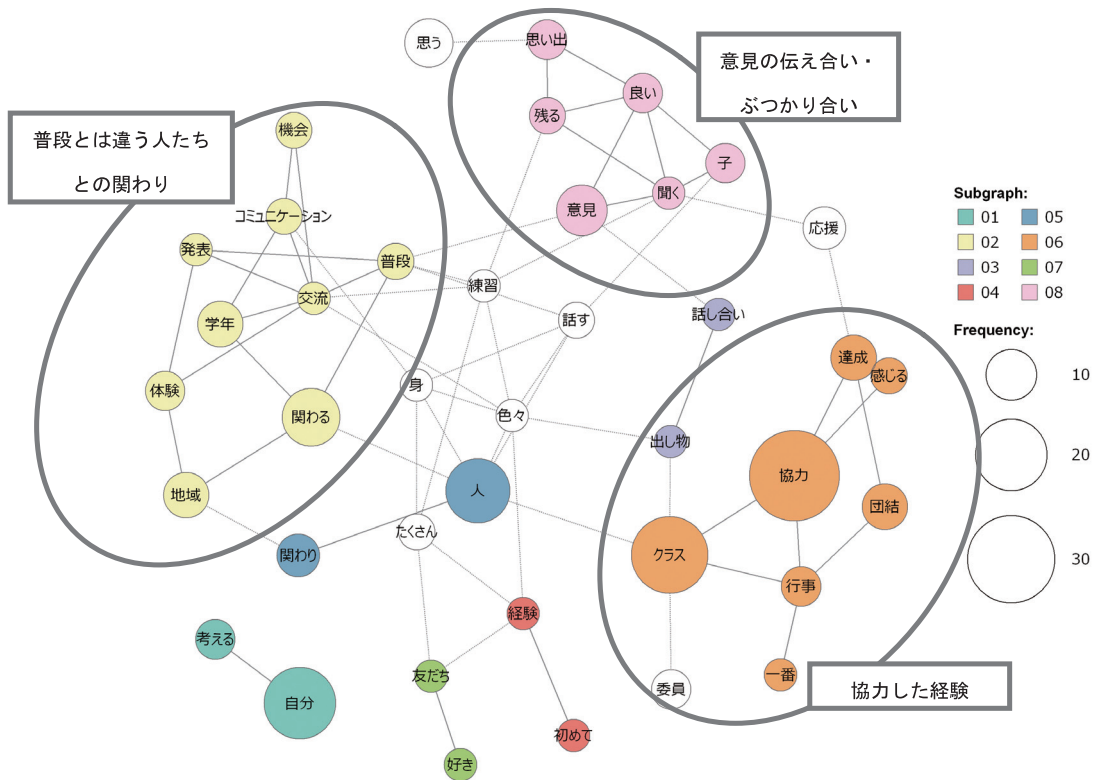 思う
思い出
意見の伝え合い・
ぶつかり合い
良い
残る
子
聞く
意見
応援
普段とは違う人たち
との関わり
機会
コミュニケーション
発表
普段
交流
学年
体験
関わる
地域
練習
話す
話し合い
身
色々
出し物
人
たくさん
関わり
達成
感じる
協力
団結
クラス
行事
一番
委員
協力した経験
経験
考える
自分
友だち
初めて
好き
Subgraph:
01 05
02 06
03 07
04 08
Frequency:
10
20
30